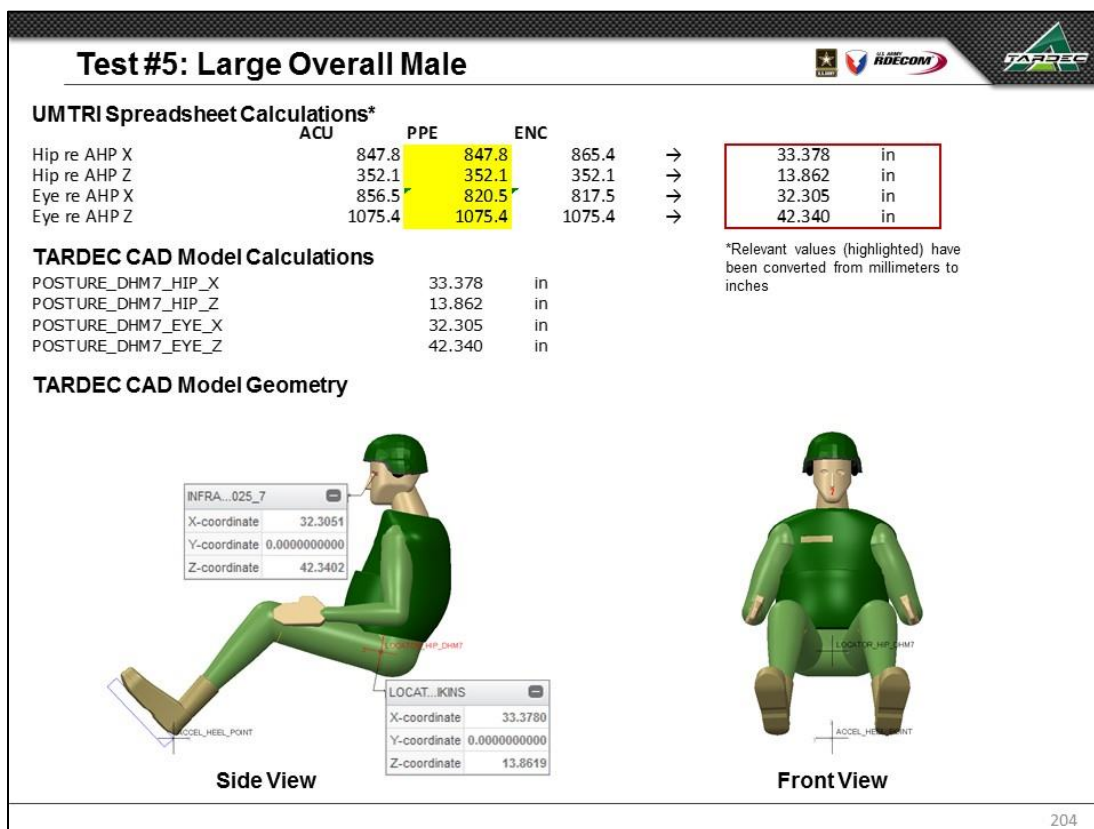 Test #5: Large Overall Male
U.S. ARMY
U.S. ARMY RDECOM
TARDEC
UMTRI Spreadsheet Calculations*
ACU PPE ENC
Hip re AHP X 847.8 847.8 865.4 → 33.378 in
Hip re AHP Z 352.1 352.1 352.1 → 13.862 in
Eye re AHP X 856.5 820.5 817.5 → 32.305 in
Eye re AHP Z 1075.4 1075.4 1075.4 → 42.340 in
*Relevant values (highlighted) have
been converted from millimeters to
inches
TARDEC CAD Model Calculations
POSTURE_DHM7_HIP_X 33.378 in
POSTURE_DHM7_HIP_Z 13.862 in
POSTURE_DHM7_EYE_X 32.305 in
POSTURE_DHM7_EYE_Z 42.340 in
TARDEC CAD Model Geometry
INFRA...025_7
X-coordinate 32.3051
Y-coordinate 0.0000000000
Z-coordinate 42.3402
LOCATOR_HIP_DHM7
LOCAT...IKINS
X-coordinate 33.3780
Y-coordinate 0.0000000000
Z-coordinate 13.8619
ACCEL_HEEL_POINT
Side View
LOCATOR_HIP_DHM7
ACCEL_HEEL_POINT
Front View
204